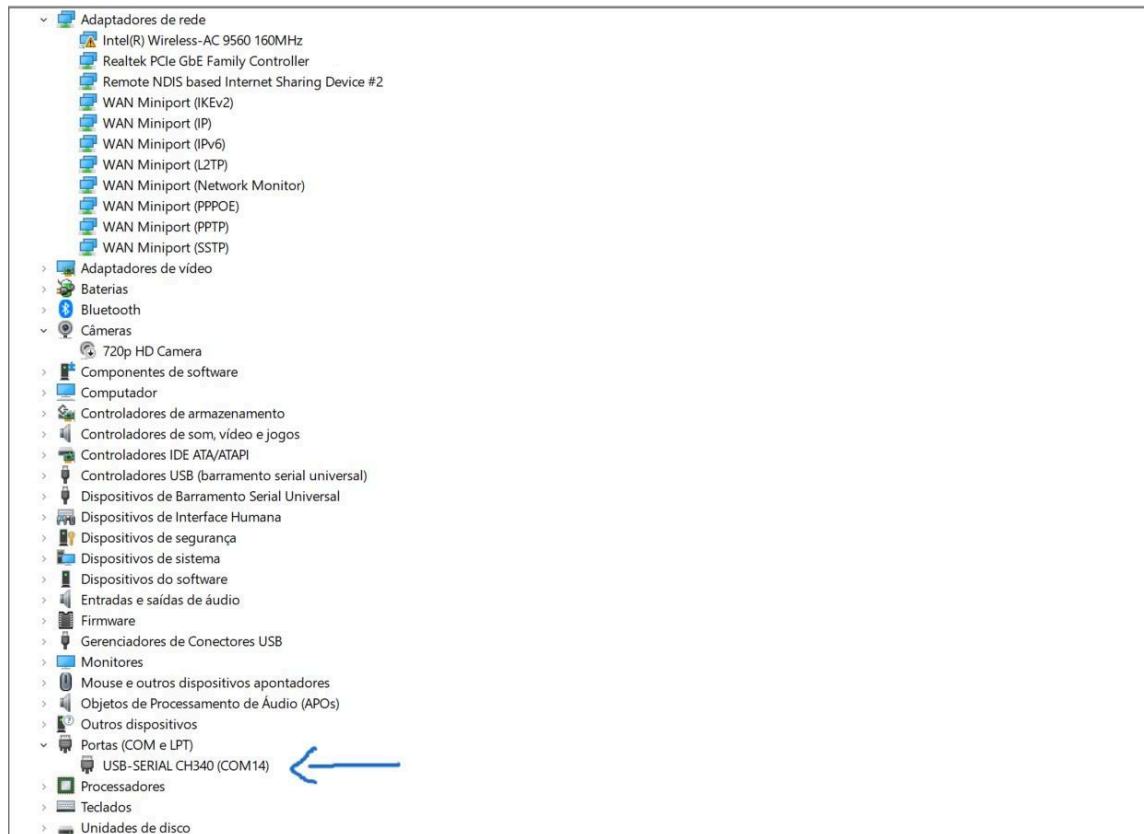 Adaptadores de rede
Intel(R) Wireless-AC 9560 160MHz
Realtek PCIe GbE Family Controller
Remote NDIS based Internet Sharing Device #2
WAN Miniport (IKEv2)
WAN Miniport (IP)
WAN Miniport (IPv6)
WAN Miniport (L2TP)
WAN Miniport (Network Monitor)
WAN Miniport (PPPOE)
WAN Miniport (PPTP)
WAN Miniport (SSTP)
Adaptadores de vídeo
Baterias
Bluetooth
Câmeras
720p HD Camera
Componentes de software
Computador
Controladores de armazenamento
Controladores de som, vídeo e jogos
Controladores IDE ATA/ATAPI
Controladores USB (barramento serial universal)
Dispositivos de Barramento Serial Universal
Dispositivos de Interface Humana
Dispositivos de segurança
Dispositivos de sistema
Dispositivos do software
Entradas e saídas de áudio
Firmware
Gerenciadores de Conectores USB
Monitores
Mouse e outros dispositivos apontadores
Objetos de Processamento de Áudio (APOs)
Outros dispositivos
Portas (COM e LPT)
USB-SERIAL CH340 (COM14)
Processadores
Teclados
Unidades de disco